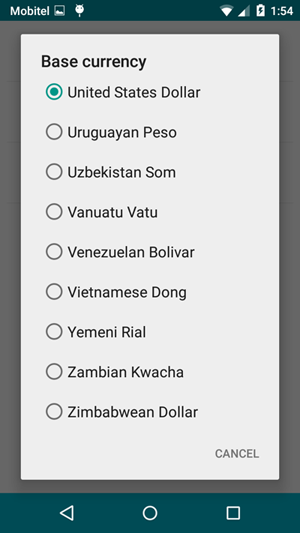 Mobitel 1:54
Base currency
United States Dollar
Uruguayan Peso
Uzbekistan Som
Vanuatu Vatu
Venezuelan Bolivar
Vietnamese Dong
Yemeni Rial
Zambian Kwacha
Zimbabwean Dollar
CANCEL